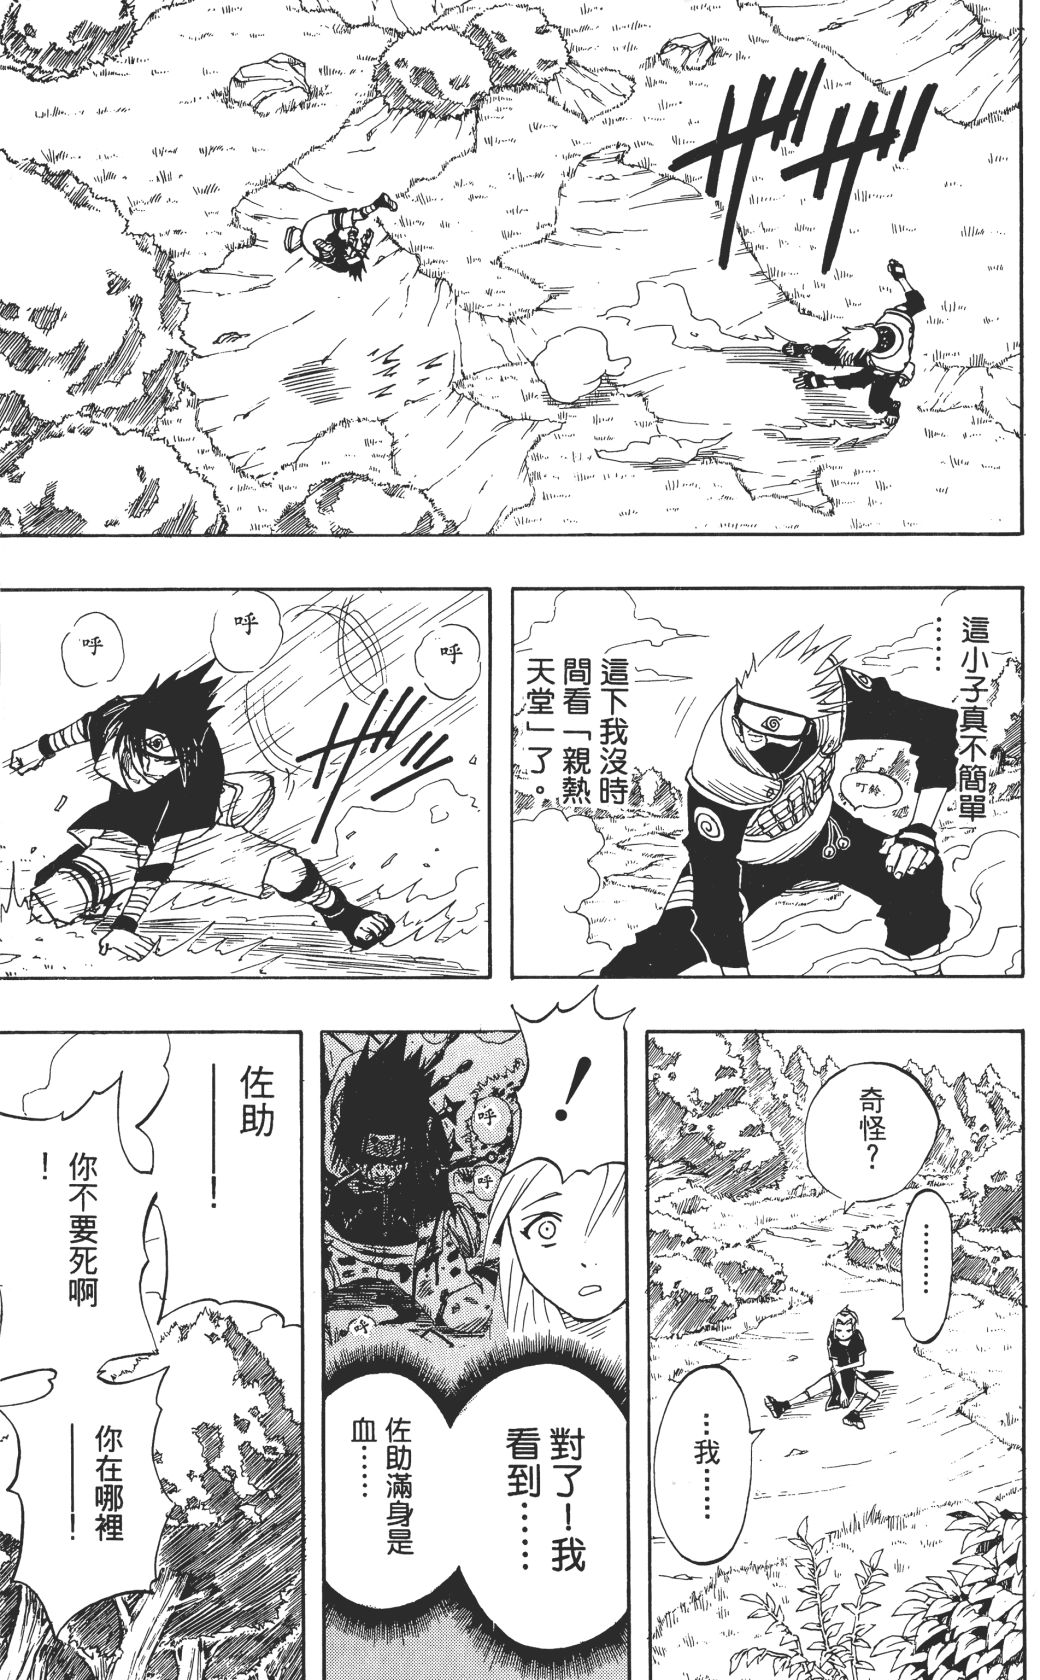 ザザ
這小子真不簡單
……
叮鈴
這下我沒時
間看「親熱
天堂」了。
ザザ
呼
呼
呼
奇怪?
………
…我……
！
呼
呼
呼
對了！我
看到……
佐助滿身是
血……
佐助
——！
你不要死啊
！
你在哪裡
——！